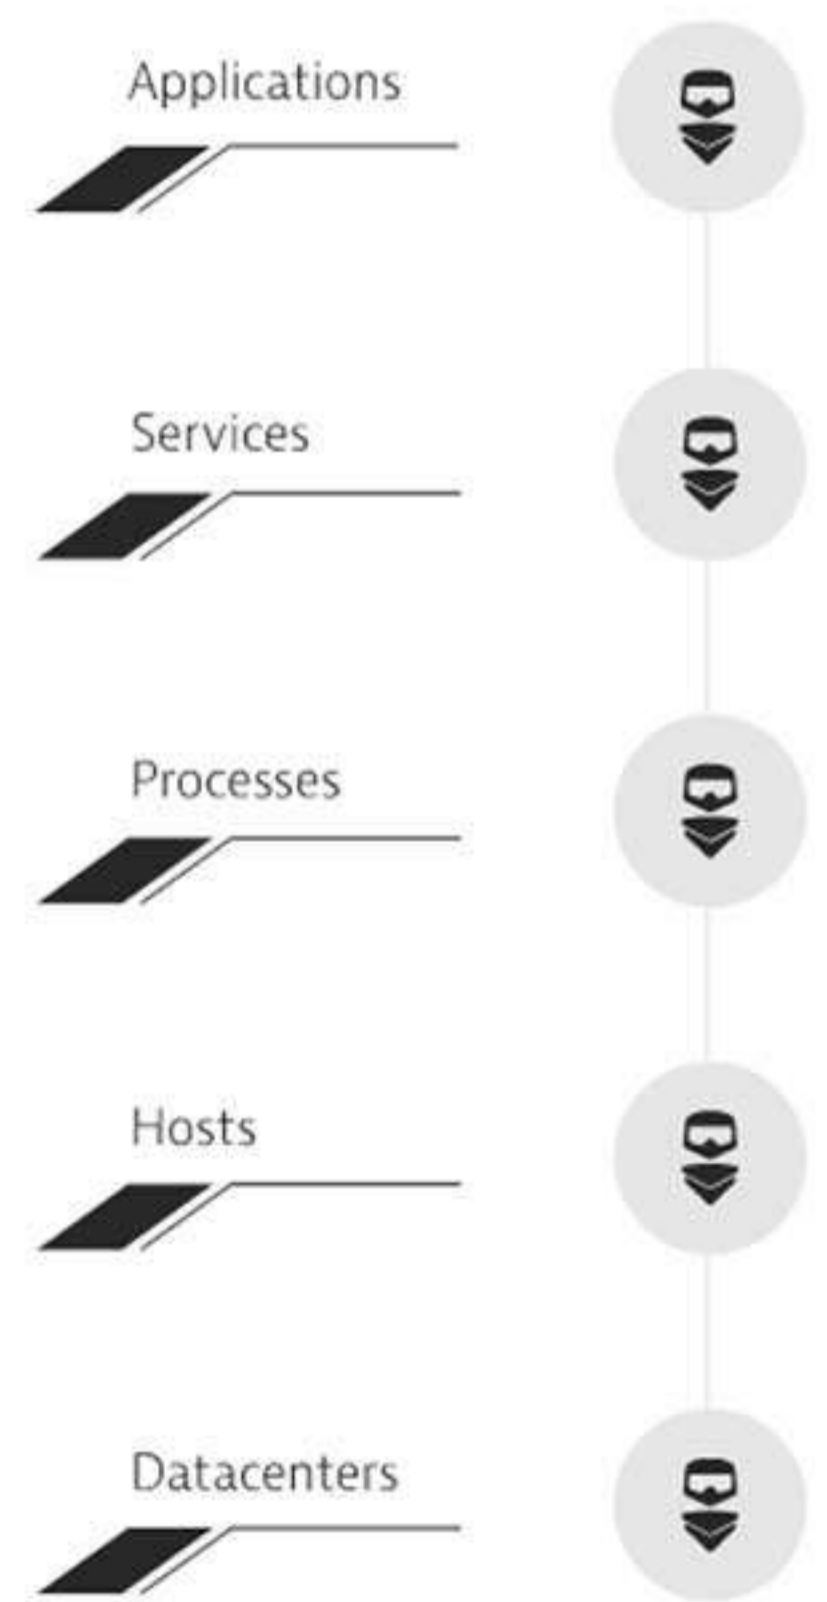 Applications
Services
Processes
Hosts
Datacenters